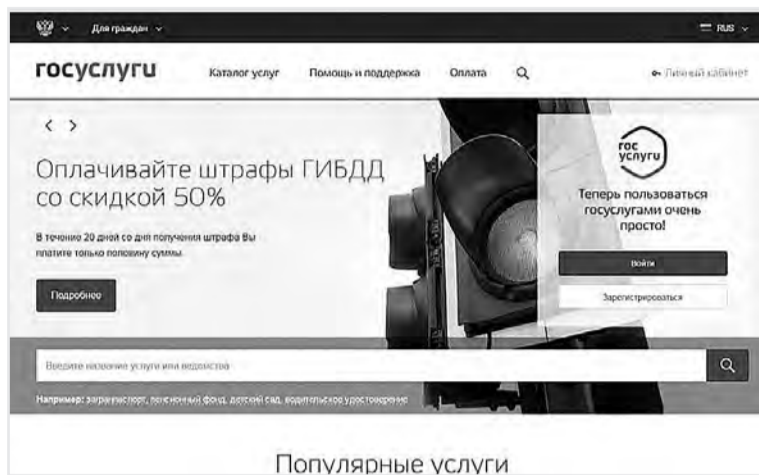 Для граждан
RUS
госуслуги
Каталог услуг
Помощь и поддержка
Оплата
Личный кабинет
Оплачивайте штрафы ГИБДД
со скидкой 50%
В течение 20 дней со дня получения штрафа Вы
платите только половину суммы.
Подробнее
гос
услуги
Теперь пользоваться
госуслугами очень
просто!
Войти
Зарегистрироваться
Введите название услуги или ведомства
Например: загранпаспорт, пенсионный фонд, детский сад, водительское удостоверение
Популярные услуги